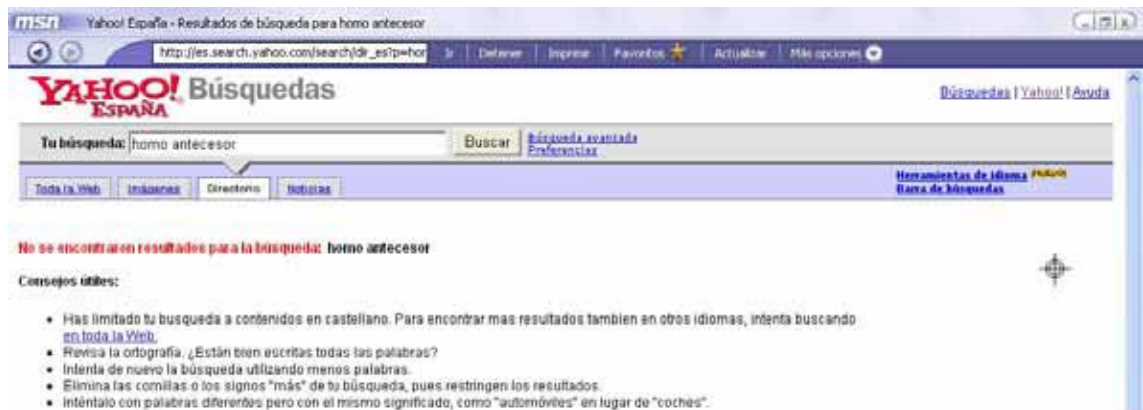 msn Yahoo! España - Resultados de búsqueda para homo antecesor
http://es.search.yahoo.com/search/dir_es?p=hor Ir Detener Imprimir Favoritos Actualizar Más opciones
YAHOO! ESPAÑA Búsquedas
Búsquedas | Yahoo! | Ayuda
Tu búsqueda: homo antecesor Buscar Búsqueda avanzada
Preferencias
Toda la Web Imágenes Directorio Noticias
Herramientas de idioma
Barra de búsquedas
No se encontraron resultados para la búsqueda: homo antecesor
Consejos útiles:
• Has limitado tu busqueda a contenidos en castellano. Para encontrar mas resultados tambien en otros idiomas, intenta buscando
en toda la Web.
• Revisa la ortografía. ¿Están bien escritas todas las palabras?
• Intenta de nuevo la búsqueda utilizando menos palabras.
• Elimina las comillas o los signos "más" de tu búsqueda, pues restringen los resultados.
• Inténtalo con palabras diferentes pero con el mismo significado, como "automóviles" en lugar de "coches".